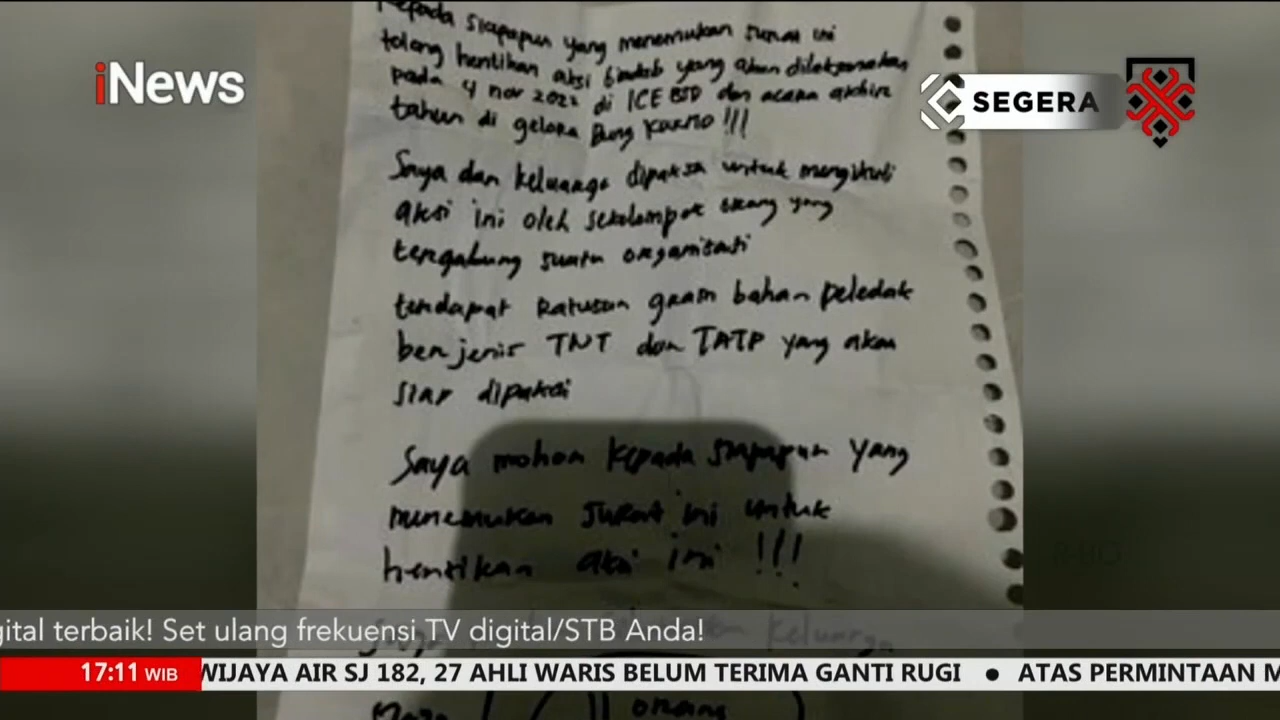 Kepada siapapun yang menemukan surat ini
tolong hentikan aksi biadab yang akan dilaksanakan
pada 4 nov 2022 di ICE BSD dan acara akhir
tahun di gelora Bung Karno !!!
Saya dan keluarga dipaksa untuk mengikuti
aksi ini oleh sekelompok orang yang
tergabung suatu organisasi
terdapat Ratusan gram bahan peledak
berjenis TNT dan TATP yang akan
siap dipakai
Saya mohon kepada siapapun yang
menemukan surat ini untuk
hentikan aksi ini !!!
keluarga
orang
iNews
SEGERA
gital terbaik! Set ulang frekuensi TV digital/STB Anda!
17:11 WIB
WIJAYA AIR SJ 182, 27 AHLI WARIS BELUM TERIMA GANTI RUGI ● ATAS PERMINTAAN M